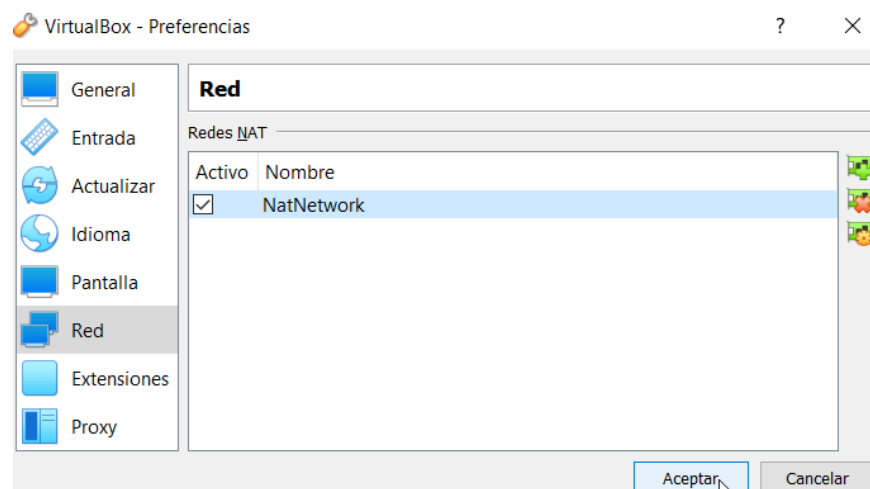 VirtualBox - Preferencias
?
General
Entrada
Actualizar
Idioma
Pantalla
Red
Extensiones
Proxy
Red
Redes NAT
Activo Nombre
NatNetwork
Aceptar
Cancelar